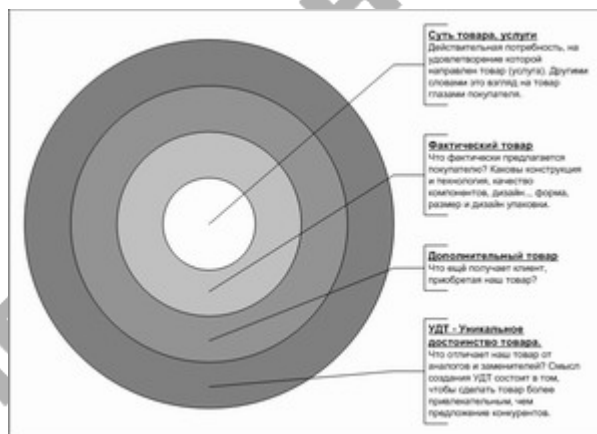 Суть товара, услуги
Действительная потребность, на
удовлетворение которой
направлен товар (услуга). Другими
словами это взгляд на товар
глазами покупателя.
Фактический товар
Что фактически предлагается
покупателю? Каковы конструкция
и технология, качество
компонентов, дизайн... форма,
размер и дизайн упаковки.
Дополнительный товар
Что ещё получает клиент,
приобретая наш товар?
УДТ - Уникальное
достоинство товара.
Что отличает наш товар от
аналогов и заменителей? Смысл
создания УДТ состоит в том,
чтобы сделать товар более
привлекательным, чем
предложение конкурентов.